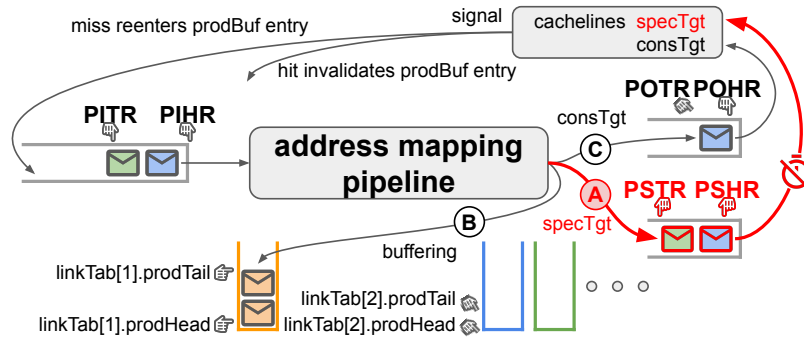 signal
cachelines specTgt
consTgt
miss reenters prodBuf entry
hit invalidates prodBuf entry
PITR PIHR
POTR POHR
consTgt
C
address mapping
pipeline
A
PSTR PSHR
specTgt
B
buffering
linkTab[1].prodTail
linkTab[1].prodHead
linkTab[2].prodTail
linkTab[2].prodHead